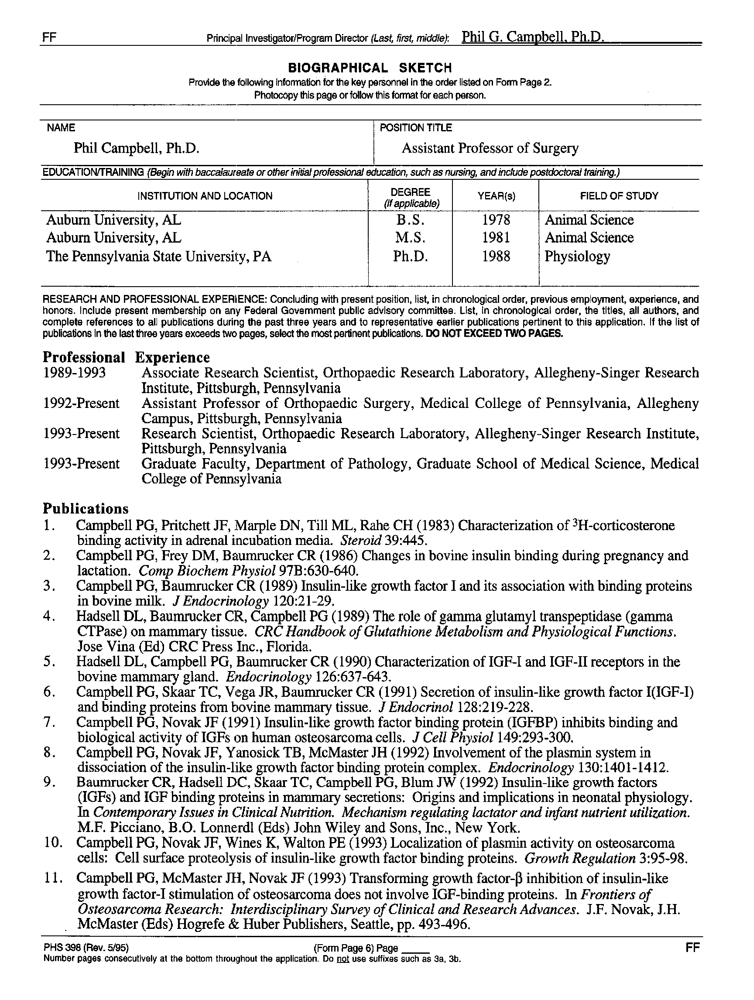 FF Principal Investigator/Program Director (Last, first, middle): Phil G. Campbell, Ph.D.
BIOGRAPHICAL SKETCH
Provide the following information for the key personnel in the order listed on Form Page 2.
Photocopy this page or follow this format for each person.
NAME POSITION TITLE
Phil Campbell, Ph.D. Assistant Professor of Surgery
EDUCATION/TRAINING (Begin with baccalaureate or other initial professional education, such as nursing, and include postdoctoral training.)
INSTITUTION AND LOCATION DEGREE (if applicable) YEAR(s) FIELD OF STUDY
Auburn University, AL B.S. 1978 Animal Science
Auburn University, AL M.S. 1981 Animal Science
The Pennsylvania State University, PA Ph.D. 1988 Physiology
RESEARCH AND PROFESSIONAL EXPERIENCE: Concluding with present position, list, in chronological order, previous employment, experience, and
honors. Include present membership on any Federal Government public advisory committee. List, in chronological order, the titles, all authors, and
complete references to all publications during the past three years and to representative earlier publications pertinent to this application. If the list of
publications in the last three years exceeds two pages, select the most pertinent publications. DO NOT EXCEED TWO PAGES.
Professional Experience
1989-1993 Associate Research Scientist, Orthopaedic Research Laboratory, Allegheny-Singer Research
Institute, Pittsburgh, Pennsylvania
1992-Present Assistant Professor of Orthopaedic Surgery, Medical College of Pennsylvania, Allegheny
Campus, Pittsburgh, Pennsylvania
1993-Present Research Scientist, Orthopaedic Research Laboratory, Allegheny-Singer Research Institute,
Pittsburgh, Pennsylvania
1993-Present Graduate Faculty, Department of Pathology, Graduate School of Medical Science, Medical
College of Pennsylvania
Publications
1. Campbell PG, Pritchett JF, Marple DN, Till ML, Rahe CH (1983) Characterization of ³H-corticosterone
binding activity in adrenal incubation media. Steroid 39:445.
2. Campbell PG, Frey DM, Baumrucker CR (1986) Changes in bovine insulin binding during pregnancy and
lactation. Comp Biochem Physiol 97B:630-640.
3. Campbell PG, Baumrucker CR (1989) Insulin-like growth factor I and its association with binding proteins
in bovine milk. J Endocrinology 120:21-29.
4. Hadsell DL, Baumrucker CR, Campbell PG (1989) The role of gamma glutamyl transpeptidase (gamma
CTPase) on mammary tissue. CRC Handbook of Glutathione Metabolism and Physiological Functions.
Jose Vina (Ed) CRC Press Inc., Florida.
5. Hadsell DL, Campbell PG, Baumrucker CR (1990) Characterization of IGF-I and IGF-II receptors in the
bovine mammary gland. Endocrinology 126:637-643.
6. Campbell PG, Skaar TC, Vega JR, Baumrucker CR (1991) Secretion of insulin-like growth factor I(IGF-I)
and binding proteins from bovine mammary tissue. J Endocrinol 128:219-228.
7. Campbell PG, Novak JF (1991) Insulin-like growth factor binding protein (IGFBP) inhibits binding and
biological activity of IGFs on human osteosarcoma cells. J Cell Physiol 149:293-300.
8. Campbell PG, Novak JF, Yanosick TB, McMaster JH (1992) Involvement of the plasmin system in
dissociation of the insulin-like growth factor binding protein complex. Endocrinology 130:1401-1412.
9. Baumrucker CR, Hadsell DC, Skaar TC, Campbell PG, Blum JW (1992) Insulin-like growth factors
(IGFs) and IGF binding proteins in mammary secretions: Origins and implications in neonatal physiology.
In Contemporary Issues in Clinical Nutrition. Mechanism regulating lactator and infant nutrient utilization.
M.F. Picciano, B.O. Lonnerdl (Eds) John Wiley and Sons, Inc., New York.
10. Campbell PG, Novak JF, Wines K, Walton PE (1993) Localization of plasmin activity on osteosarcoma
cells: Cell surface proteolysis of insulin-like growth factor binding proteins. Growth Regulation 3:95-98.
11. Campbell PG, McMaster JH, Novak JF (1993) Transforming growth factor-β inhibition of insulin-like
growth factor-I stimulation of osteosarcoma does not involve IGF-binding proteins. In Frontiers of
Osteosarcoma Research: Interdisciplinary Survey of Clinical and Research Advances. J.F. Novak, J.H.
McMaster (Eds) Hogrefe & Huber Publishers, Seattle, pp. 493-496.
PHS 398 (Rev. 5/95) (Form Page 6) Page ____ FF
Number pages consecutively at the bottom throughout the application. Do not use suffixes such as 3a, 3b.